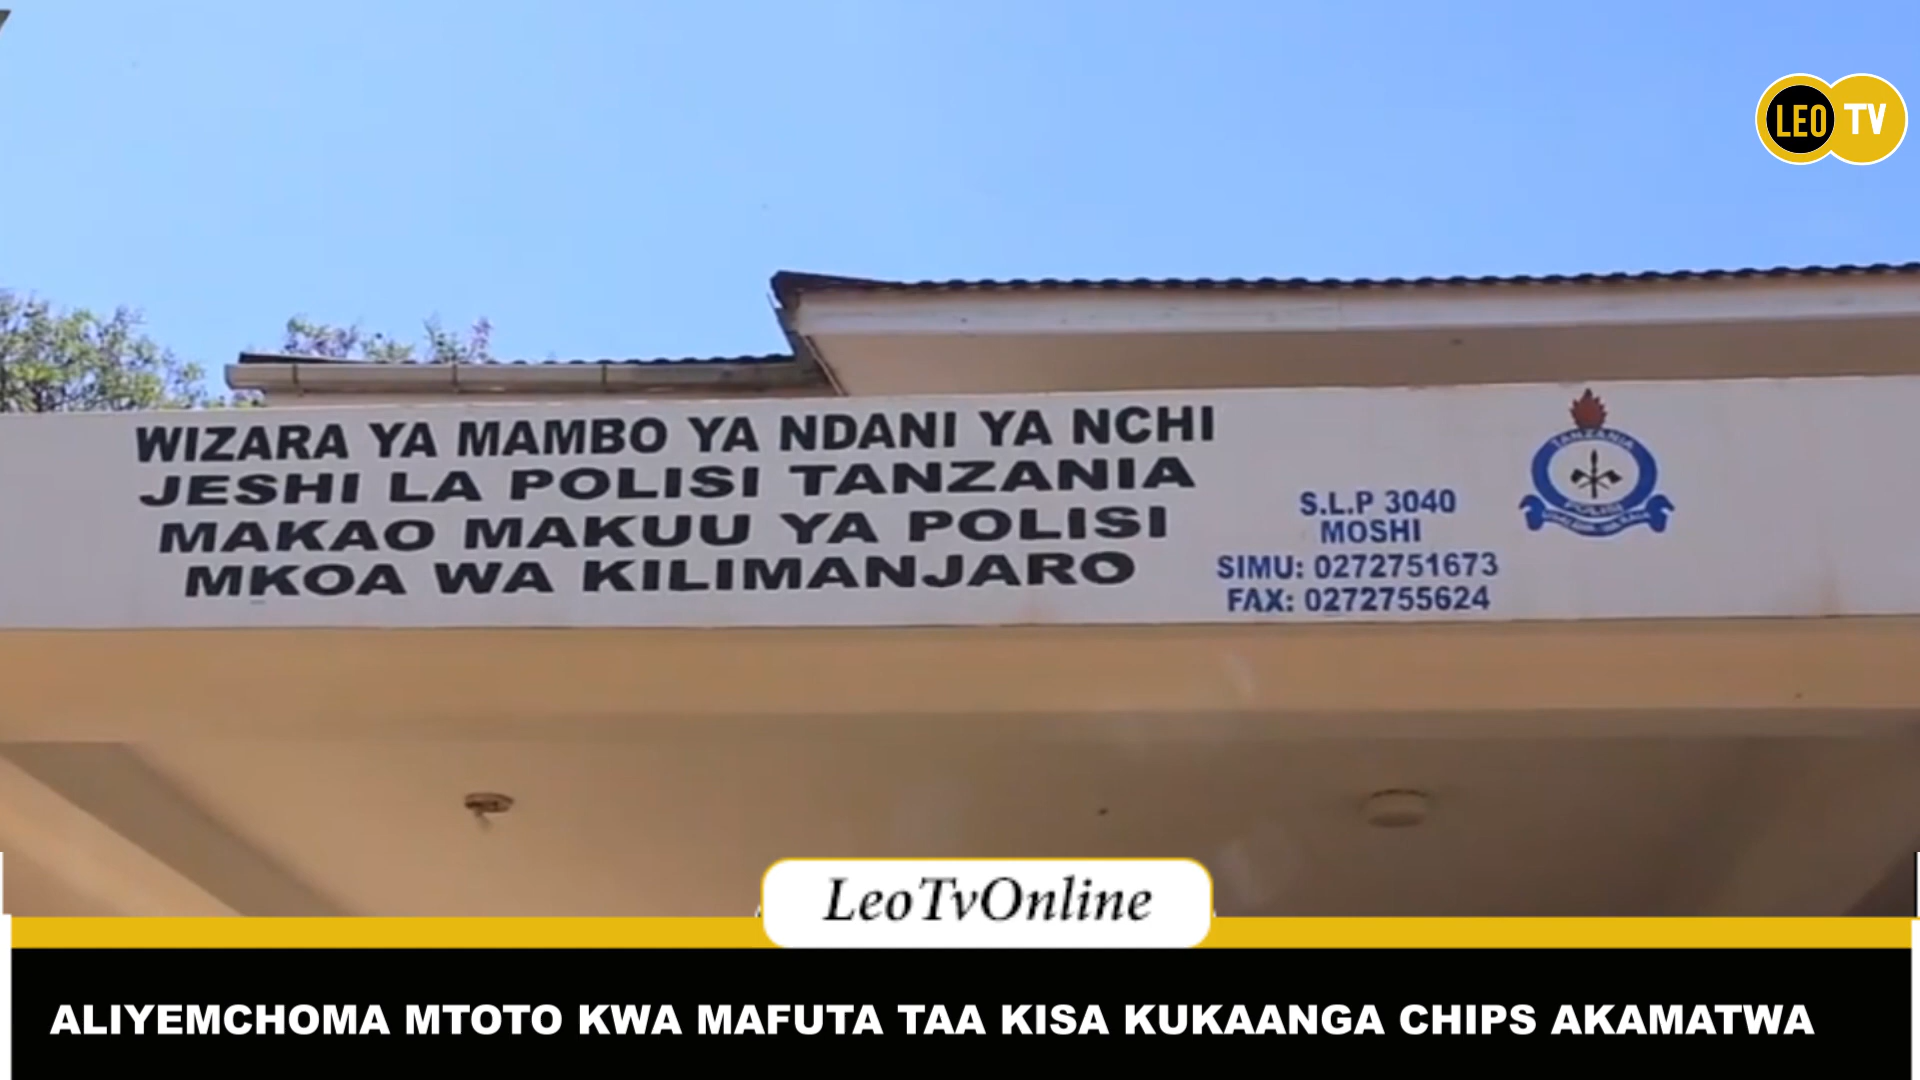 LEO TV
WIZARA YA MAMBO YA NDANI YA NCHI
JESHI LA POLISI TANZANIA
MAKAO MAKUU YA POLISI
MKOA WA KILIMANJARO
S.L.P 3040
MOSHI
SIMU: 0272751673
FAX: 0272755624
TANZANIA
POLISI
LeoTvOnline
ALIYEMCHOMA MTOTO KWA MAFUTA TAA KISA KUKAANGA CHIPS AKAMATWA